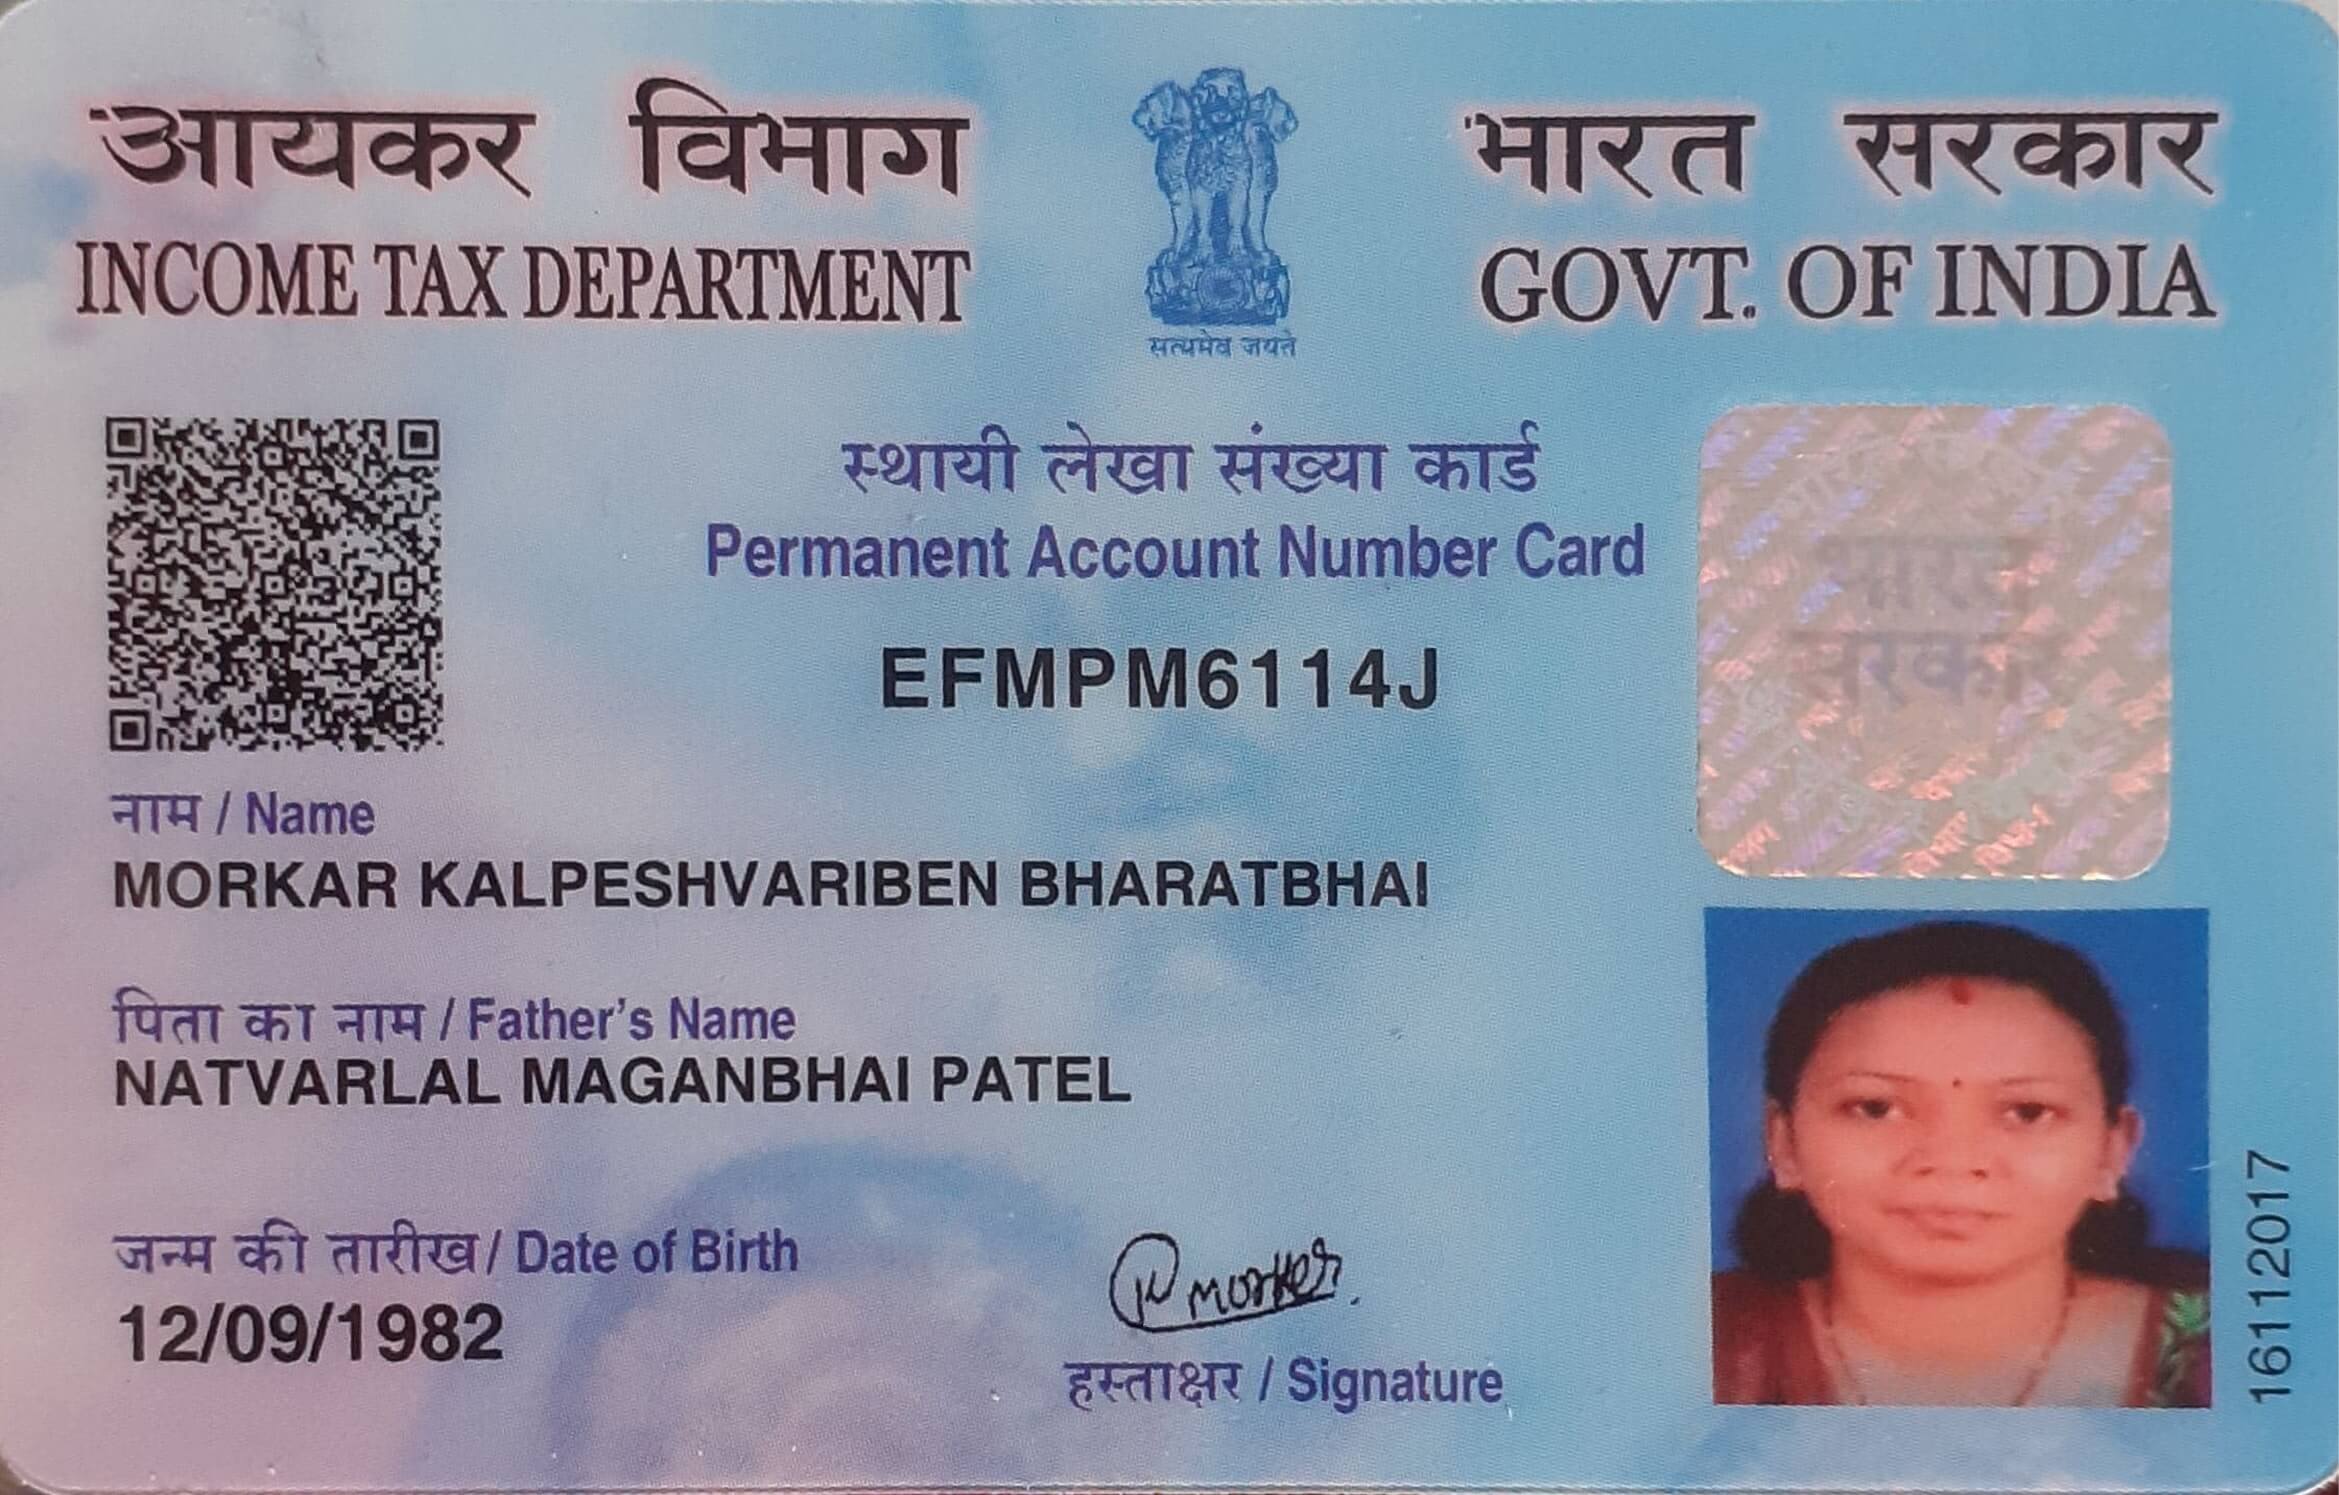 आयकर विभाग
INCOME TAX DEPARTMENT
सत्यमेव जयते
भारत सरकार
GOVT. OF INDIA
स्थायी लेखा संख्या कार्ड
Permanent Account Number Card
EFMPM6114J
भारत
सरकार
नाम / Name
MORKAR KALPESHVARIBEN BHARATBHAI
पिता का नाम / Father's Name
NATVARLAL MAGANBHAI PATEL
जन्म की तारीख/ Date of Birth
12/09/1982
हस्ताक्षर / Signature
16112017